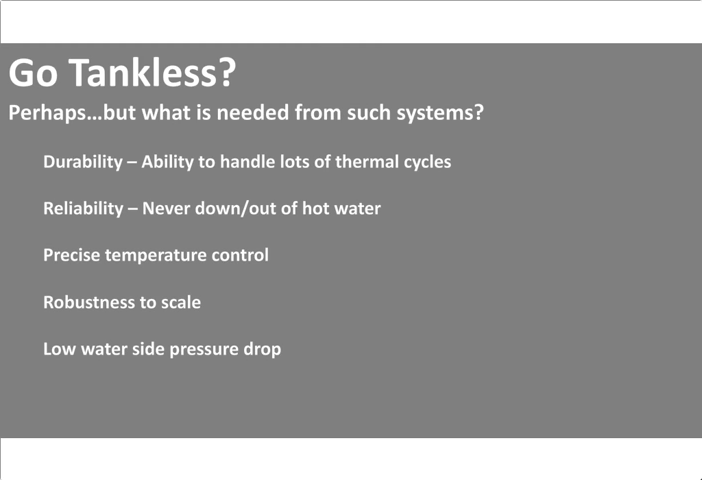 Go Tankless?
Perhaps…but what is needed from such systems?
Durability – Ability to handle lots of thermal cycles
Reliability – Never down/out of hot water
Precise temperature control
Robustness to scale
Low water side pressure drop